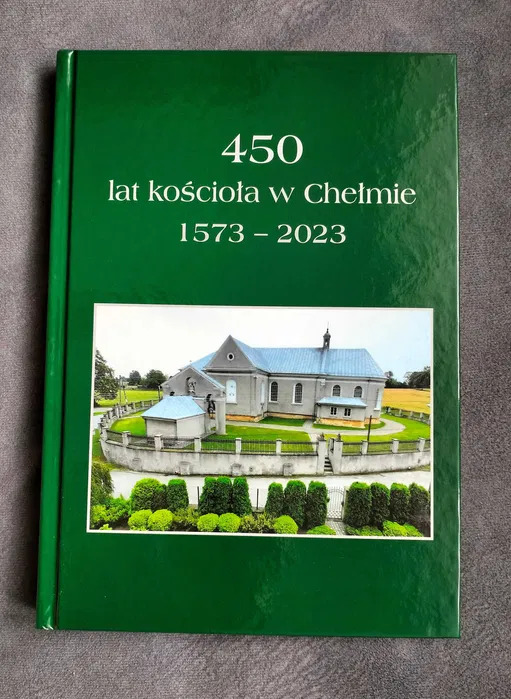 450
lat kościoła w Chełmie
1573 – 2023